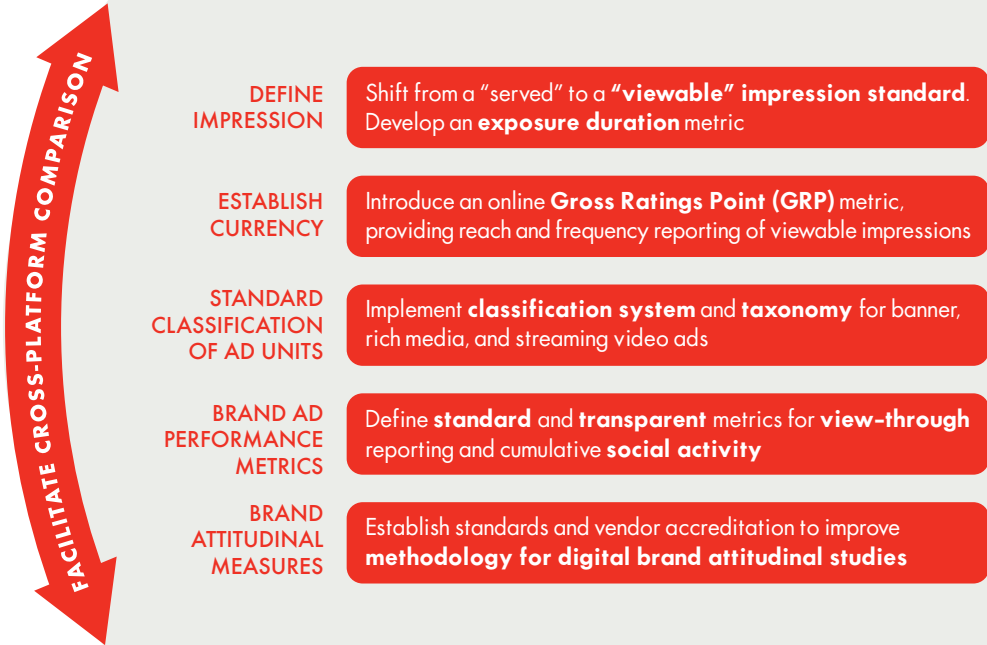 FACILITATE CROSS-PLATFORM COMPARISON
DEFINE
IMPRESSION
Shift from a “served” to a “viewable” impression standard.
Develop an exposure duration metric
ESTABLISH
CURRENCY
Introduce an online Gross Ratings Point (GRP) metric,
providing reach and frequency reporting of viewable impressions
STANDARD
CLASSIFICATION
OF AD UNITS
Implement classification system and taxonomy for banner,
rich media, and streaming video ads
BRAND AD
PERFORMANCE
METRICS
Define standard and transparent metrics for view-through
reporting and cumulative social activity
BRAND
ATTITUDINAL
MEASURES
Establish standards and vendor accreditation to improve
methodology for digital brand attitudinal studies